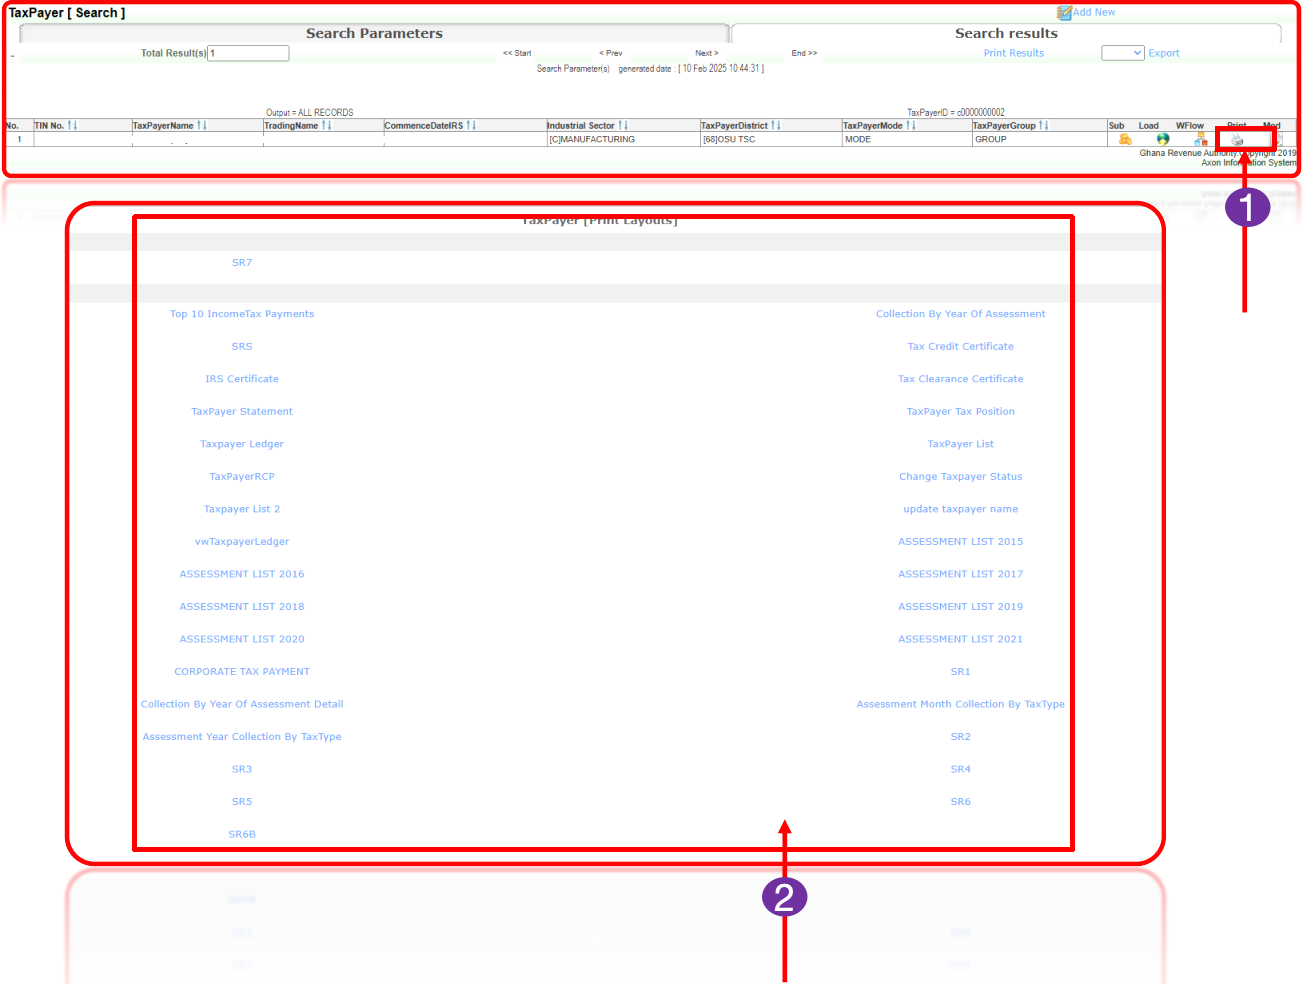 TaxPayer [ Search ]
Add New
Search Parameters
Search results
- Total Result(s) 1 << Start < Prev Next > End >> Print Results Export
Search Parameter(s) generated date : [ 10 Feb 2025 10:44:31 ]
Output = ALL RECORDS TaxPayerID = c0000000002
No. TIN No. TaxPayerName TradingName CommenceDateIRS Industrial Sector TaxPayerDistrict TaxPayerMode TaxPayerGroup Sub Load WFlow Print Mod
1 [C]MANUFACTURING [68]OSU TSC MODE GROUP
Ghana Revenue Authority Copyright 2019
Axon Information System
1
TaxPayer [Print Layouts]
SR7
Top 10 IncomeTax Payments Collection By Year Of Assessment
SRS Tax Credit Certificate
IRS Certificate Tax Clearance Certificate
TaxPayer Statement TaxPayer Tax Position
Taxpayer Ledger TaxPayer List
TaxPayerRCP Change Taxpayer Status
Taxpayer List 2 update taxpayer name
vwTaxpayerLedger ASSESSMENT LIST 2015
ASSESSMENT LIST 2016 ASSESSMENT LIST 2017
ASSESSMENT LIST 2018 ASSESSMENT LIST 2019
ASSESSMENT LIST 2020 ASSESSMENT LIST 2021
CORPORATE TAX PAYMENT SR1
Collection By Year Of Assessment Detail Assessment Month Collection By TaxType
Assessment Year Collection By TaxType SR2
SR3 SR4
SR5 SR6
SR6B
2